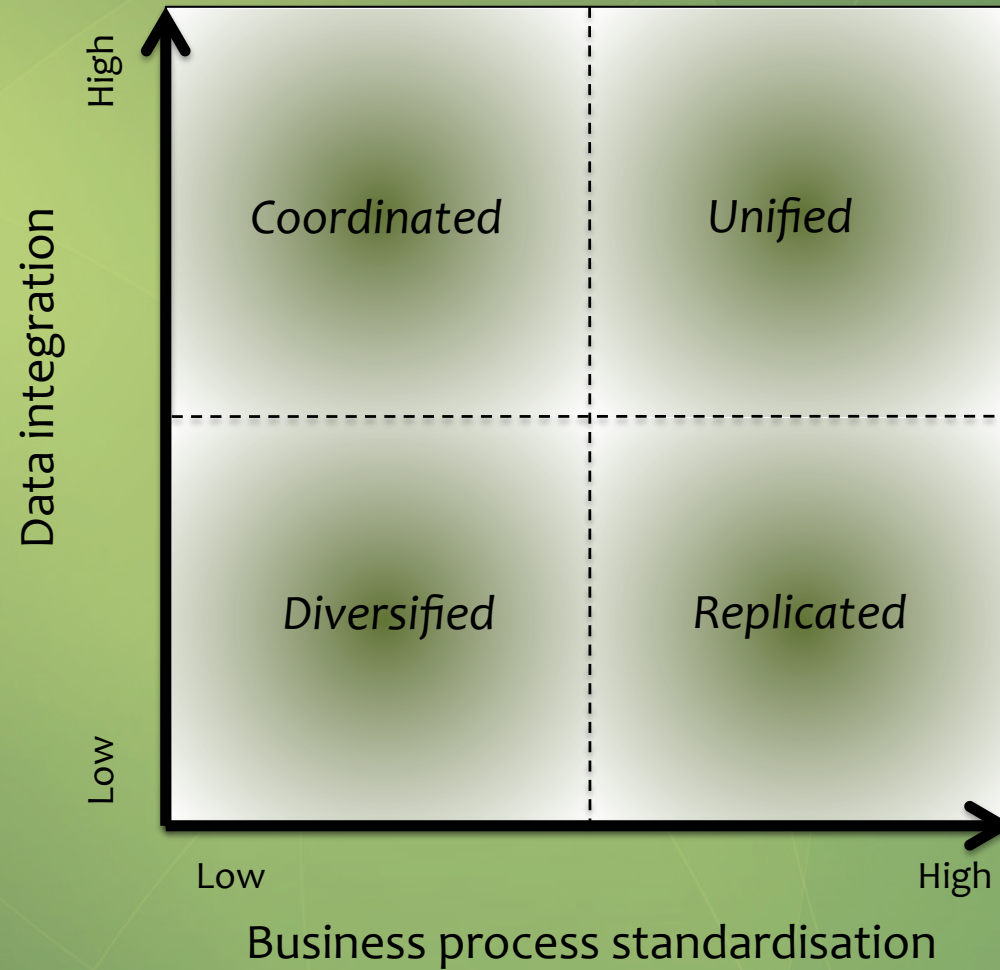 High
Data integration
Coordinated
Unified
Diversified
Replicated
Low
Low
High
Business process standardisation